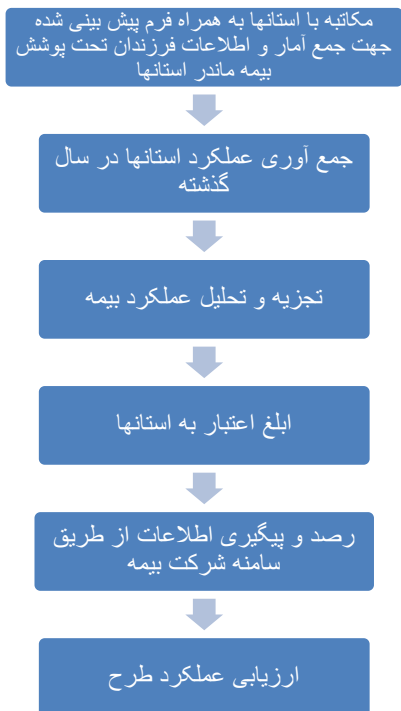 مکاتبه با استانها به همراه فرم پیش بینی شده
جهت جمع آمار و اطلاعات فرزندان تحت پوشش
بیمه ماندر استانها
جمع آوری عملکرد استانها در سال
گذشته
تجزیه و تحلیل عملکرد بیمه
ابلغ اعتبار به استانها
رصد و پیگیری اطلاعات از طریق
سامنه شرکت بیمه
ارزیابی عملکرد طرح